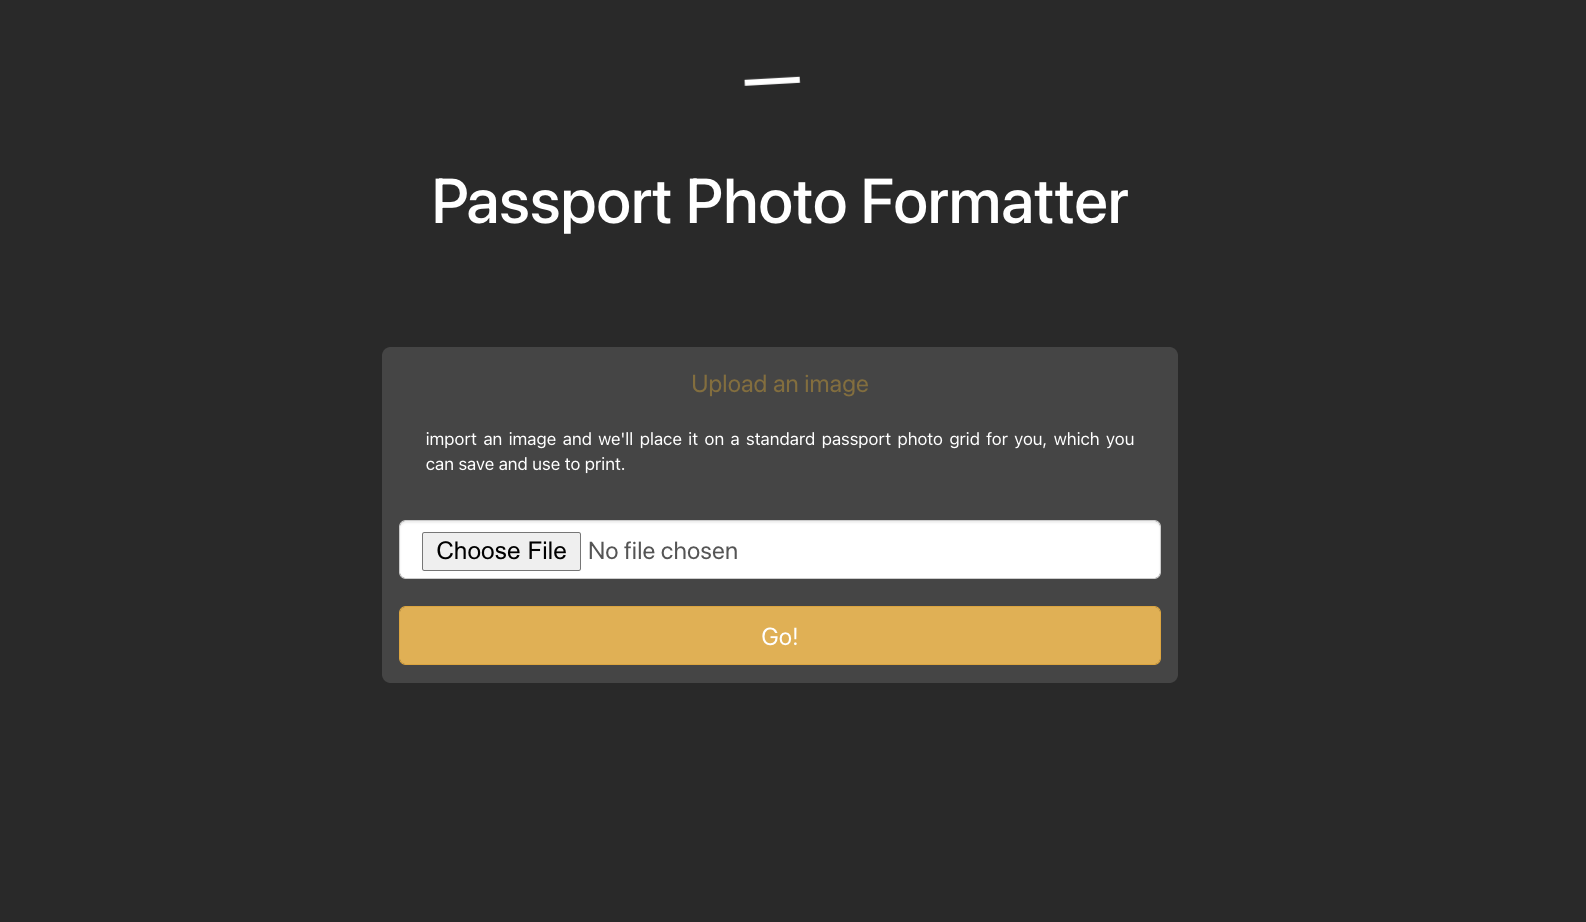 Passport Photo Formatter
Upload an image
import an image and we'll place it on a standard passport photo grid for you, which you
can save and use to print.
Choose File No file chosen
Go!